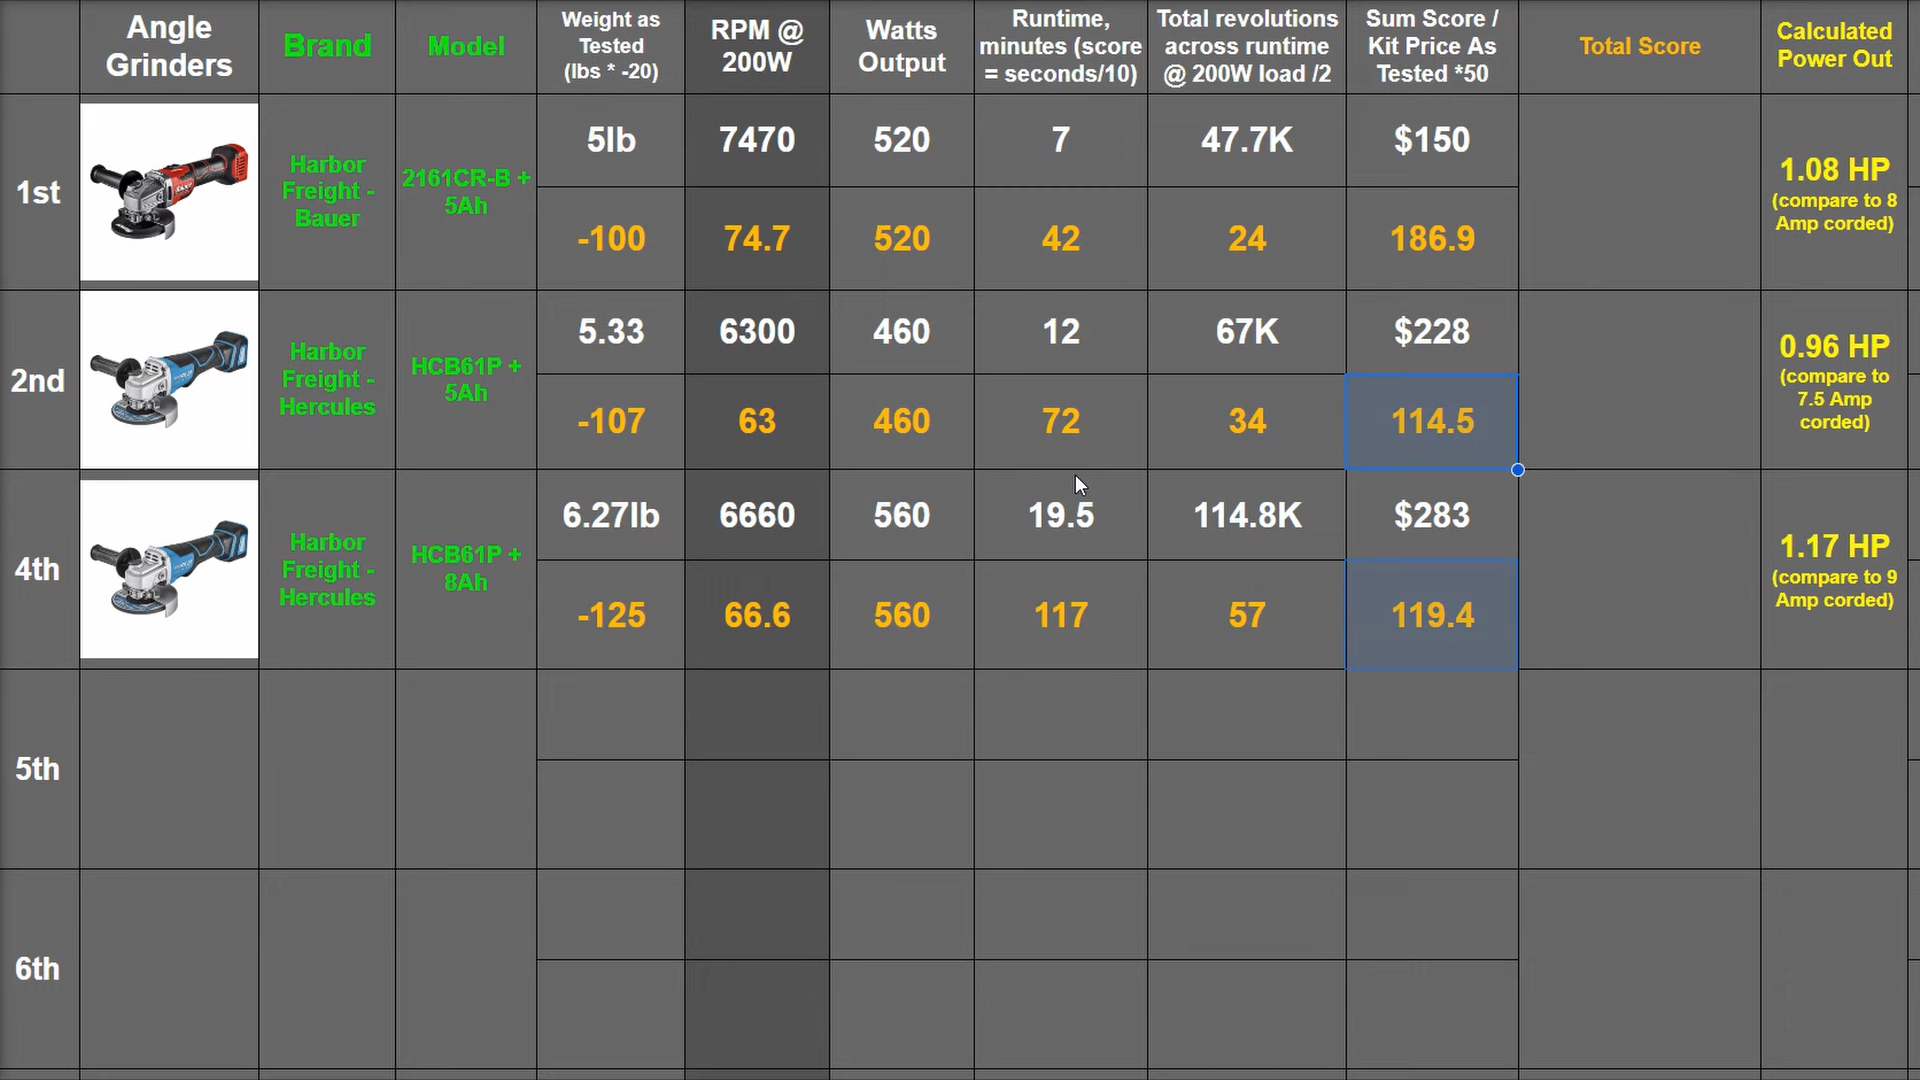 Angle
Grinders
Brand
Model
Weight as
Tested
(lbs * -20)
RPM @
200W
Watts
Output
Runtime,
minutes (score
= seconds/10)
Total revolutions
across runtime
@ 200W load /2
Sum Score /
Kit Price As
Tested *50
Total Score
Calculated
Power Out
1st
Harbor
Freight -
Bauer
2161CR-B +
5Ah
5lb
7470
520
7
47.7K
$150
-100
74.7
520
42
24
186.9
1.08 HP
(compare to 8
Amp corded)
2nd
Harbor
Freight -
Hercules
HCB61P +
5Ah
5.33
6300
460
12
67K
$228
-107
63
460
72
34
114.5
0.96 HP
(compare to
7.5 Amp
corded)
4th
Harbor
Freight -
Hercules
HCB61P +
8Ah
6.27lb
6660
560
19.5
114.8K
$283
-125
66.6
560
117
57
119.4
1.17 HP
(compare to 9
Amp corded)
5th
6th